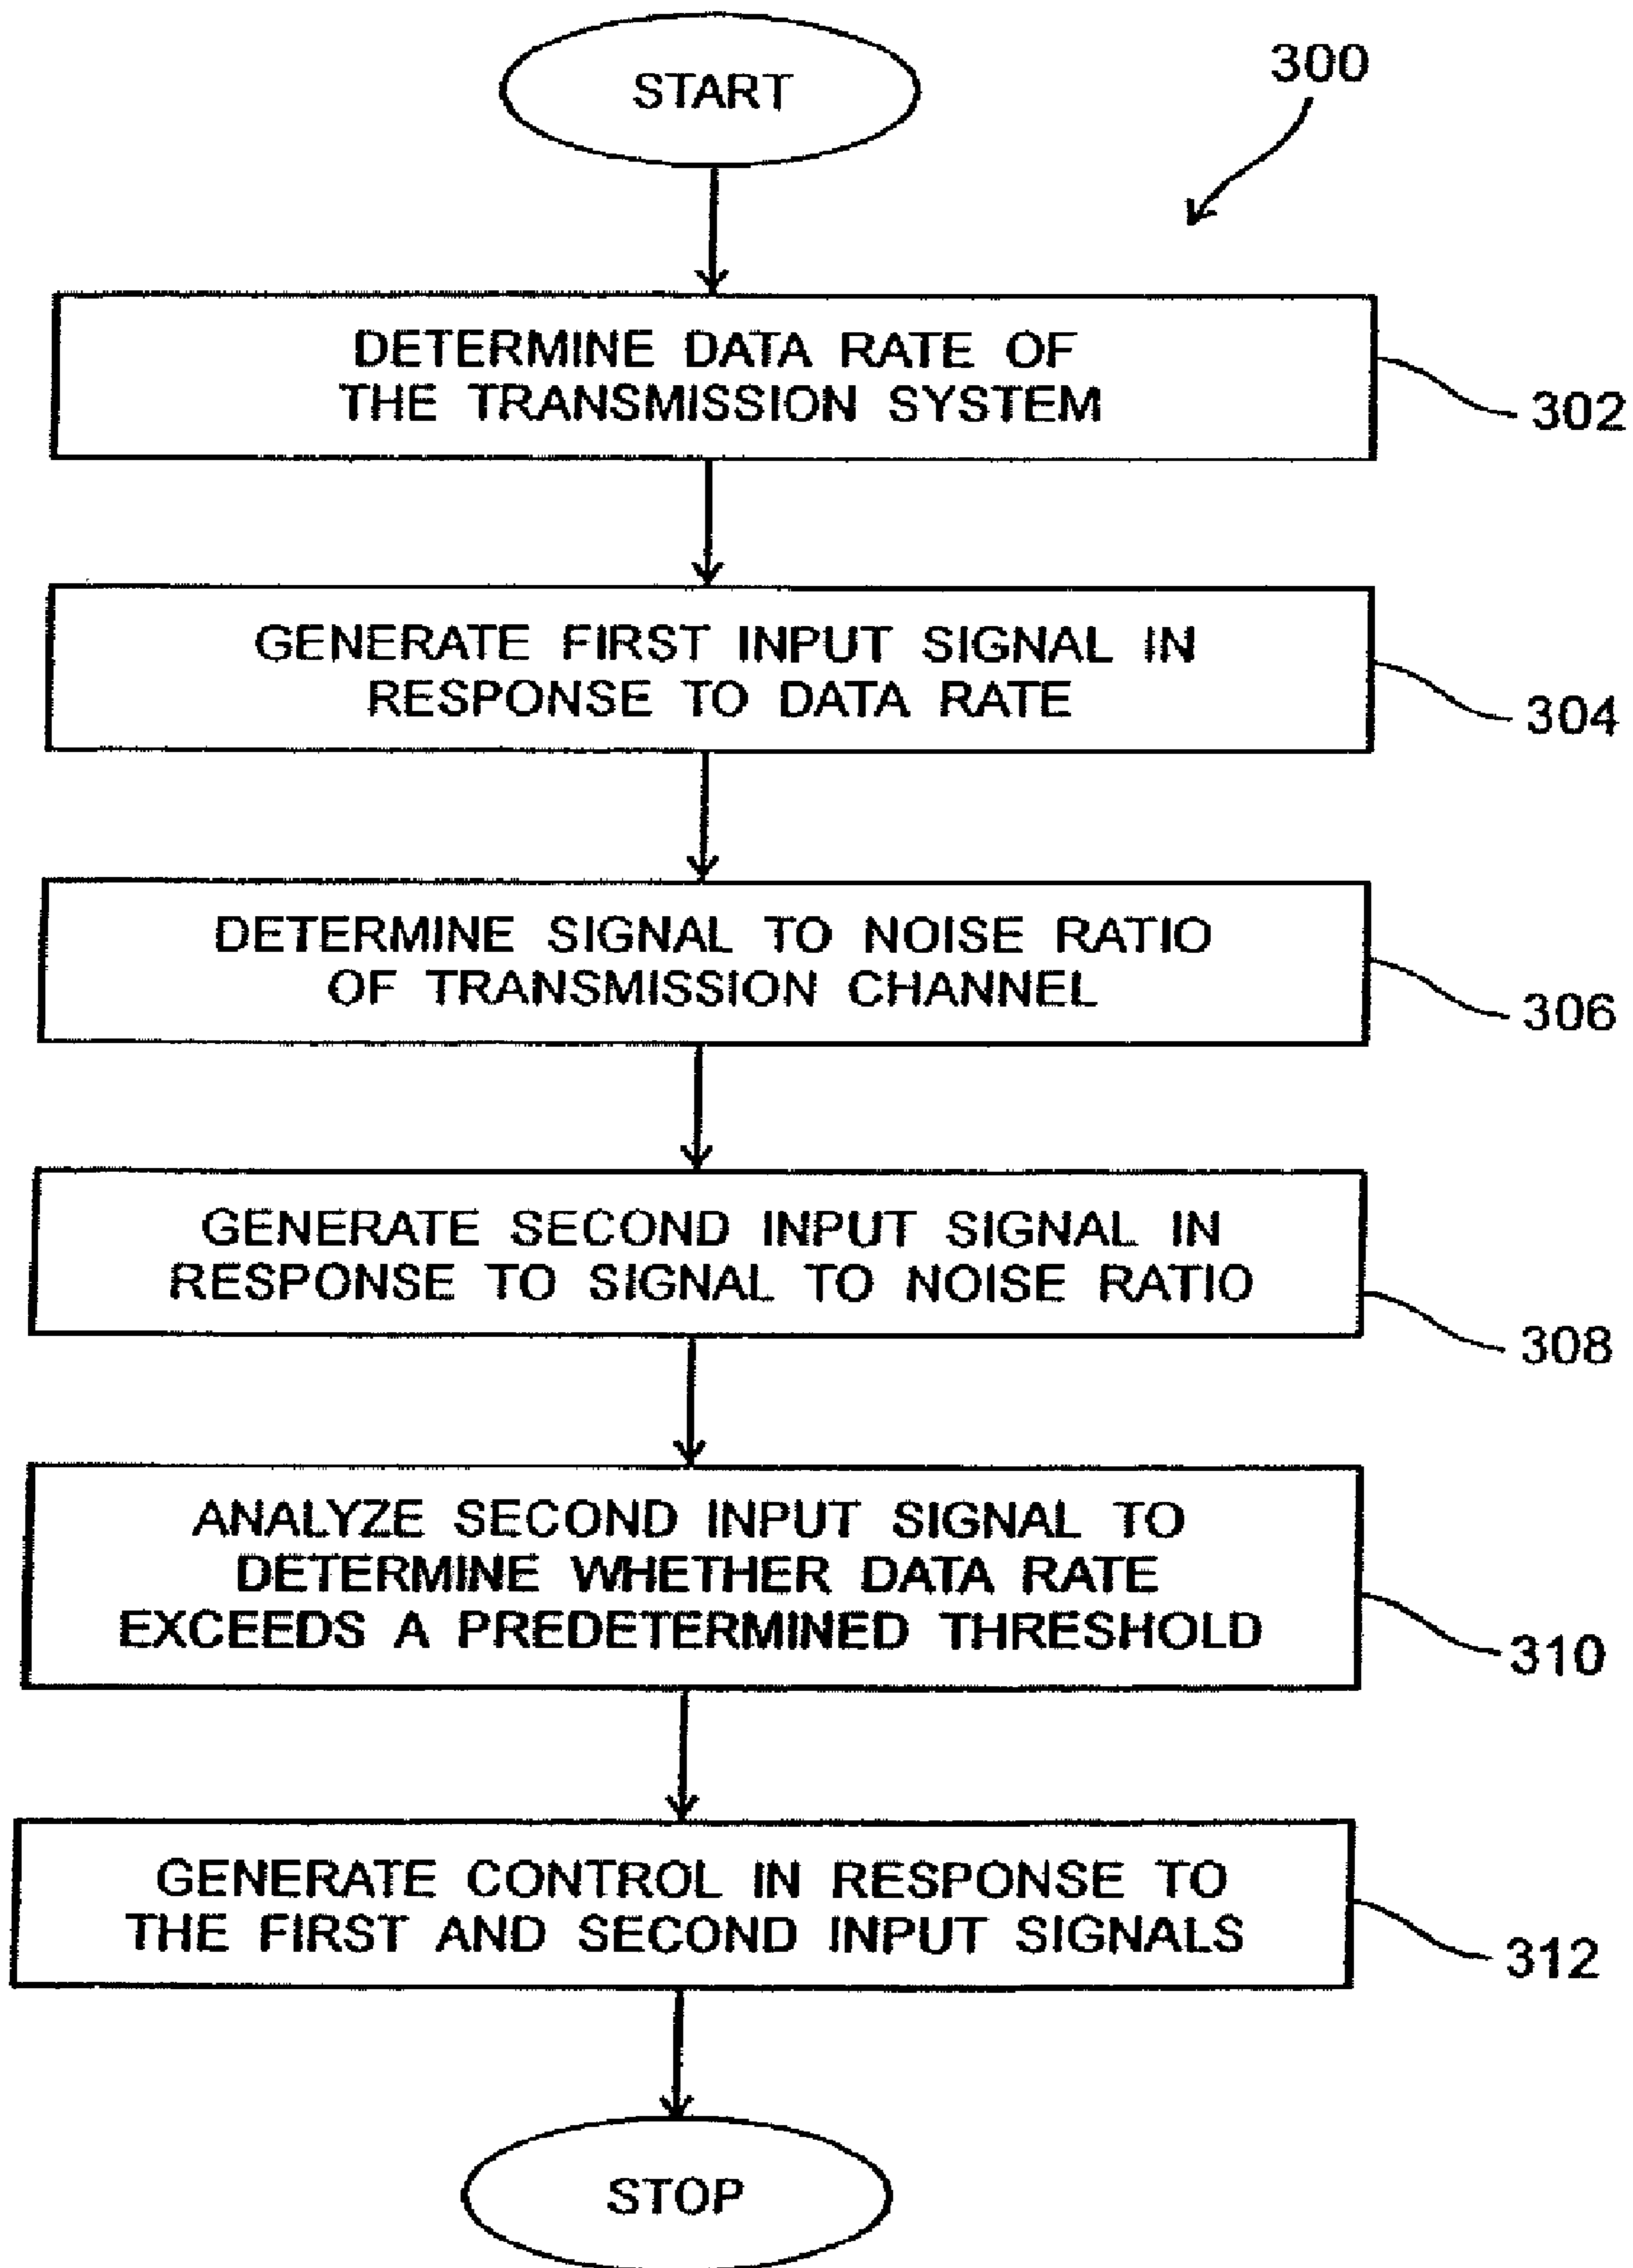 START
300
DETERMINE DATA RATE OF
THE TRANSMISSION SYSTEM
302
GENERATE FIRST INPUT SIGNAL IN
RESPONSE TO DATA RATE
304
DETERMINE SIGNAL TO NOISE RATIO
OF TRANSMISSION CHANNEL
306
GENERATE SECOND INPUT SIGNAL IN
RESPONSE TO SIGNAL TO NOISE RATIO
308
ANALYZE SECOND INPUT SIGNAL TO
DETERMINE WHETHER DATA RATE
EXCEEDS A PREDETERMINED THRESHOLD
310
GENERATE CONTROL IN RESPONSE TO
THE FIRST AND SECOND INPUT SIGNALS
312
STOP